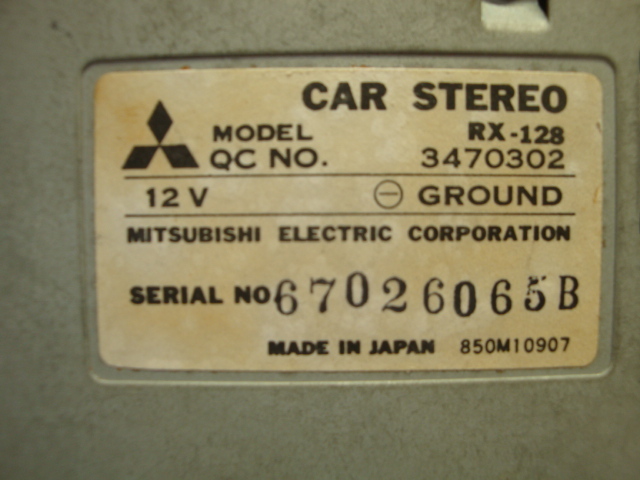 CAR STEREO
MODEL RX-128
QC NO. 3470302
12 V ⊖ GROUND
MITSUBISHI ELECTRIC CORPORATION
SERIAL NO 67026065B
MADE IN JAPAN 850M10907